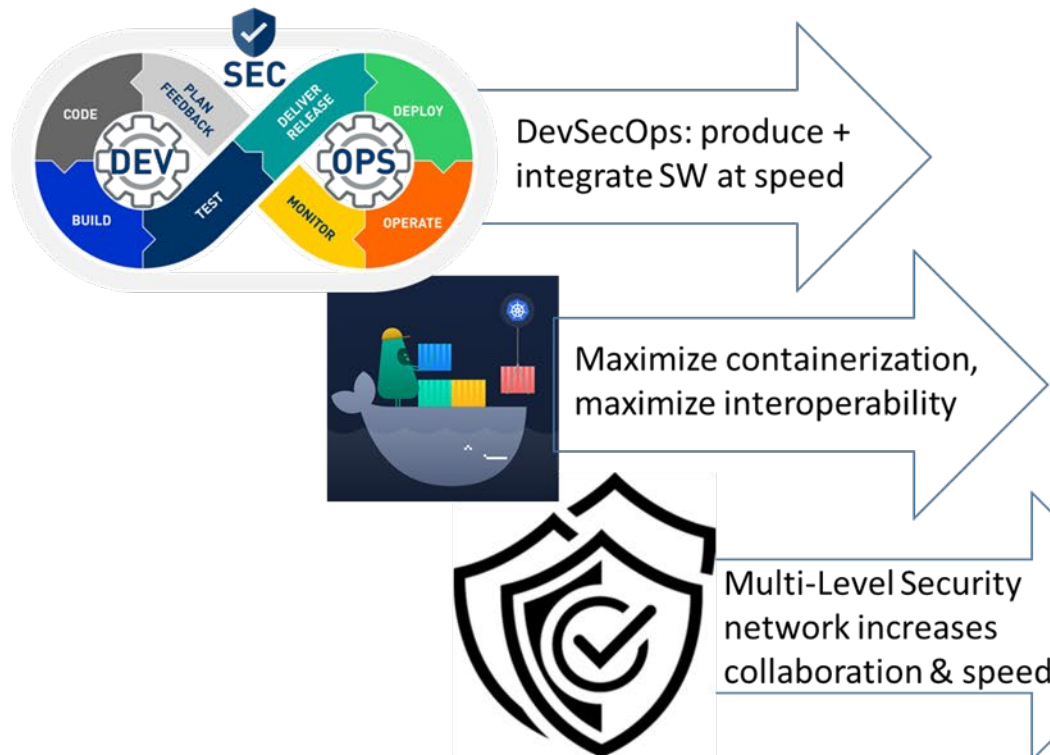 SEC
CODE
PLAN
FEEDBACK
DELIVER
RELEASE
DEPLOY
DEV
OPS
BUILD
TEST
MONITOR
OPERATE
DevSecOps: produce +
integrate SW at speed
Maximize containerization,
maximize interoperability
Multi-Level Security
network increases
collaboration & speed